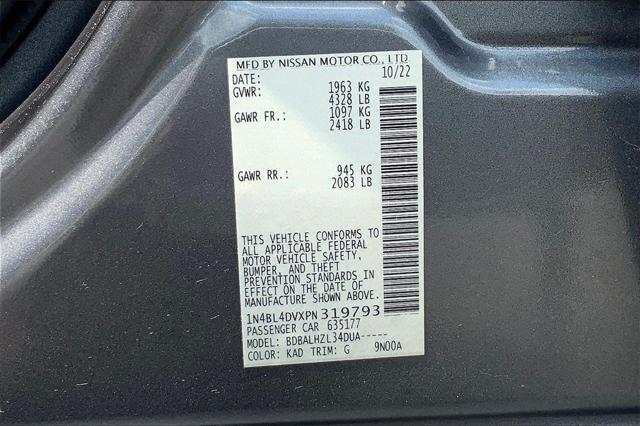 MFD BY NISSAN MOTOR CO., LTD
DATE: 10/22
GVWR: 1963 KG
4328 LB
GAWR FR.: 1097 KG
2418 LB
GAWR RR.: 945 KG
2083 LB
THIS VEHICLE CONFORMS TO
ALL APPLICABLE FEDERAL
MOTOR VEHICLE SAFETY,
BUMPER, AND THEFT
PREVENTION STANDARDS IN
EFFECT ON THE DATE OF
MANUFACTURE SHOWN ABOVE.
1N4BL4DVXPN319793
PASSENGER CAR 635177
MODEL: BDBALHZL34DUA-----
COLOR: KAD TRIM: G 9N00A